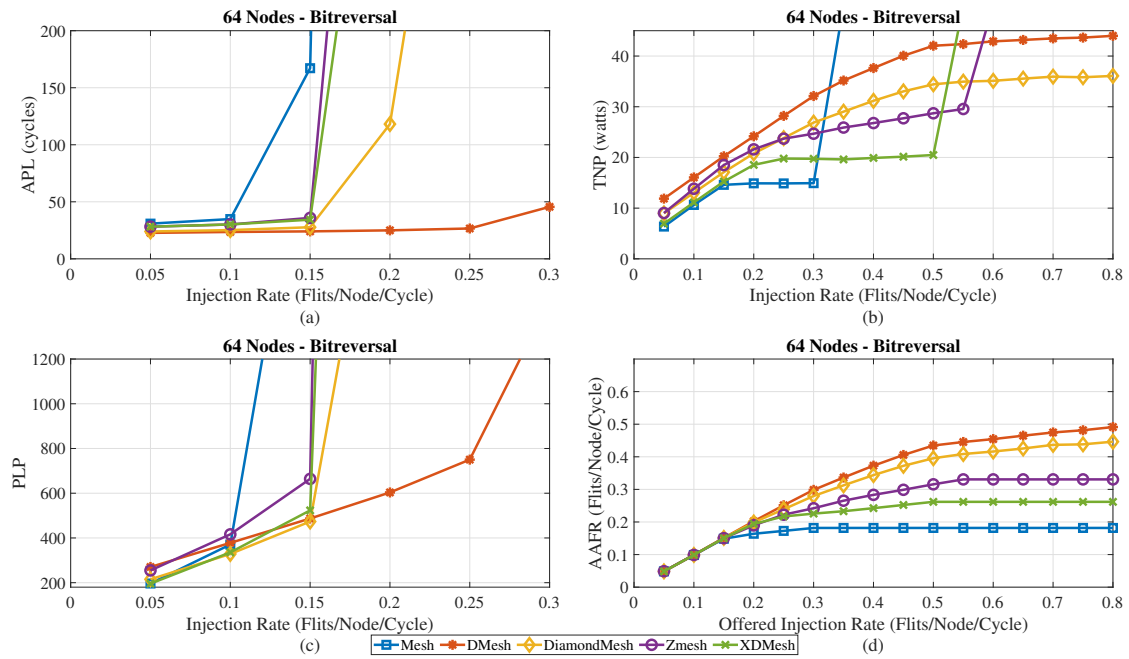 64 Nodes - Bitreversal
200
150
100
50
0
APL (cycles)
0 0.05 0.1 0.15 0.2 0.25 0.3
Injection Rate (Flits/Node/Cycle)
(a)
64 Nodes - Bitreversal
40
30
20
10
0
TNP (watts)
0 0.1 0.2 0.3 0.4 0.5 0.6 0.7 0.8
Injection Rate (Flits/Node/Cycle)
(b)
64 Nodes - Bitreversal
1200
1000
800
600
400
200
PLP
0 0.05 0.1 0.15 0.2 0.25 0.3
Injection Rate (Flits/Node/Cycle)
(c)
64 Nodes - Bitreversal
0.6
0.5
0.4
0.3
0.2
0.1
0
AAFR (Flits/Node/Cycle)
0 0.1 0.2 0.3 0.4 0.5 0.6 0.7 0.8
Offered Injection Rate (Flits/Node/Cycle)
(d)
Mesh DMesh DiamondMesh Zmesh XDMesh